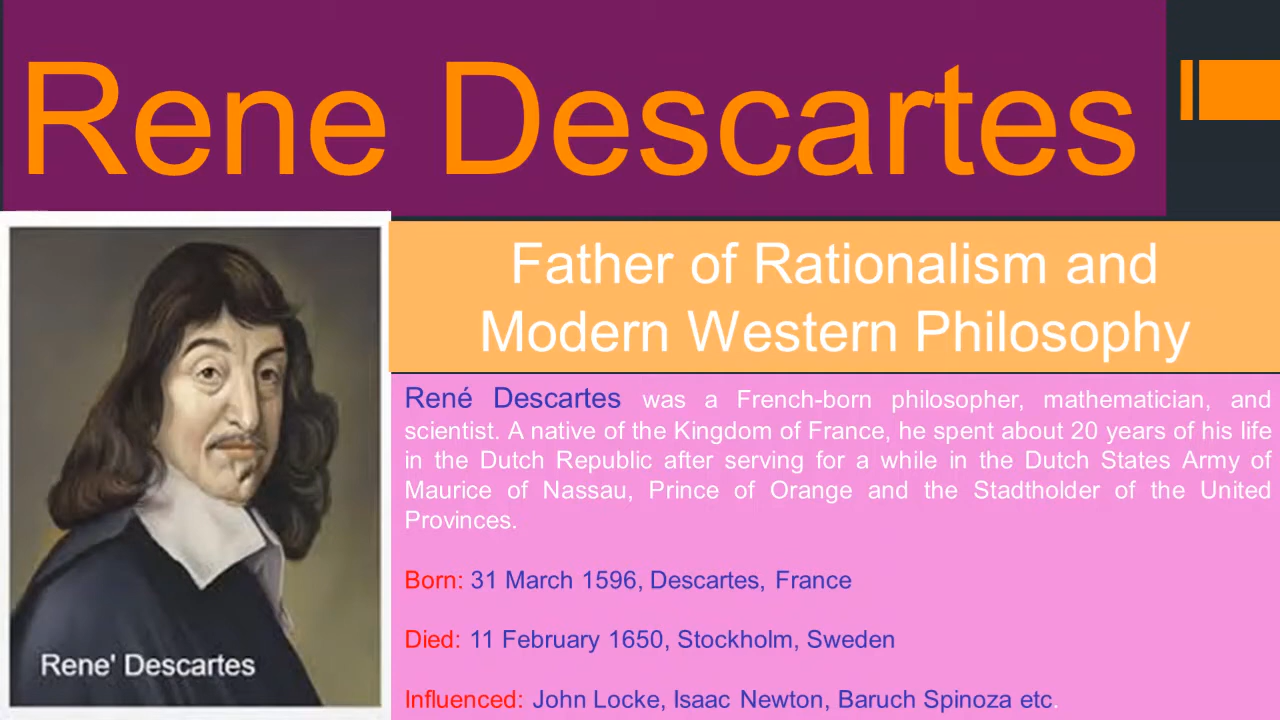 Rene Descartes
Father of Rationalism and
Modern Western Philosophy
René Descartes was a French-born philosopher, mathematician, and
scientist. A native of the Kingdom of France, he spent about 20 years of his life
in the Dutch Republic after serving for a while in the Dutch States Army of
Maurice of Nassau, Prince of Orange and the Stadtholder of the United
Provinces.
Born: 31 March 1596, Descartes, France
Died: 11 February 1650, Stockholm, Sweden
Influenced: John Locke, Isaac Newton, Baruch Spinoza etc.
Rene' Descartes